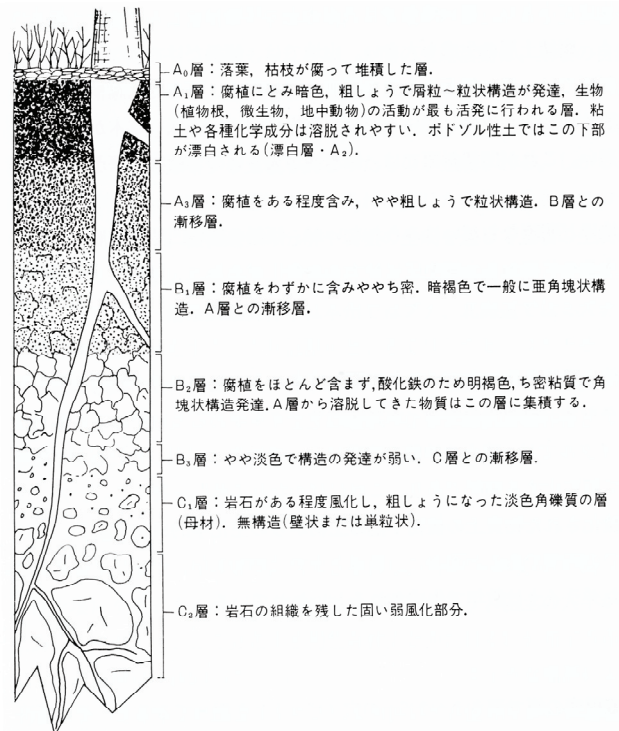 A₀層：落葉，枯枝が腐って堆積した層．
A₁層：腐植にとみ暗色，粗しょうで屑粒～粒状構造が発達，生物
(植物根，微生物，地中動物)の活動が最も活発に行われる層．粘
土や各種化学成分は溶脱されやすい．ポドゾル性土ではこの下部
が漂白される(漂白層・A₂)．
A₃層：腐植をある程度含み，やや粗しょうで粒状構造．B層との
漸移層．
B₁層：腐植をわずかに含みややち密．暗褐色で一般に亜角塊状構
造．A層との漸移層．
B₂層：腐植をほとんど含まず，酸化鉄のため明褐色，ち密粘質で角
塊状構造発達．A層から溶脱してきた物質はこの層に集積する．
B₃層：やや淡色で構造の発達が弱い．C層との漸移層．
C₁層：岩石がある程度風化し，粗しょうになった淡色角礫質の層
(母材)．無構造(壁状または単粒状)．
C₂層：岩石の組織を残した固い弱風化部分．